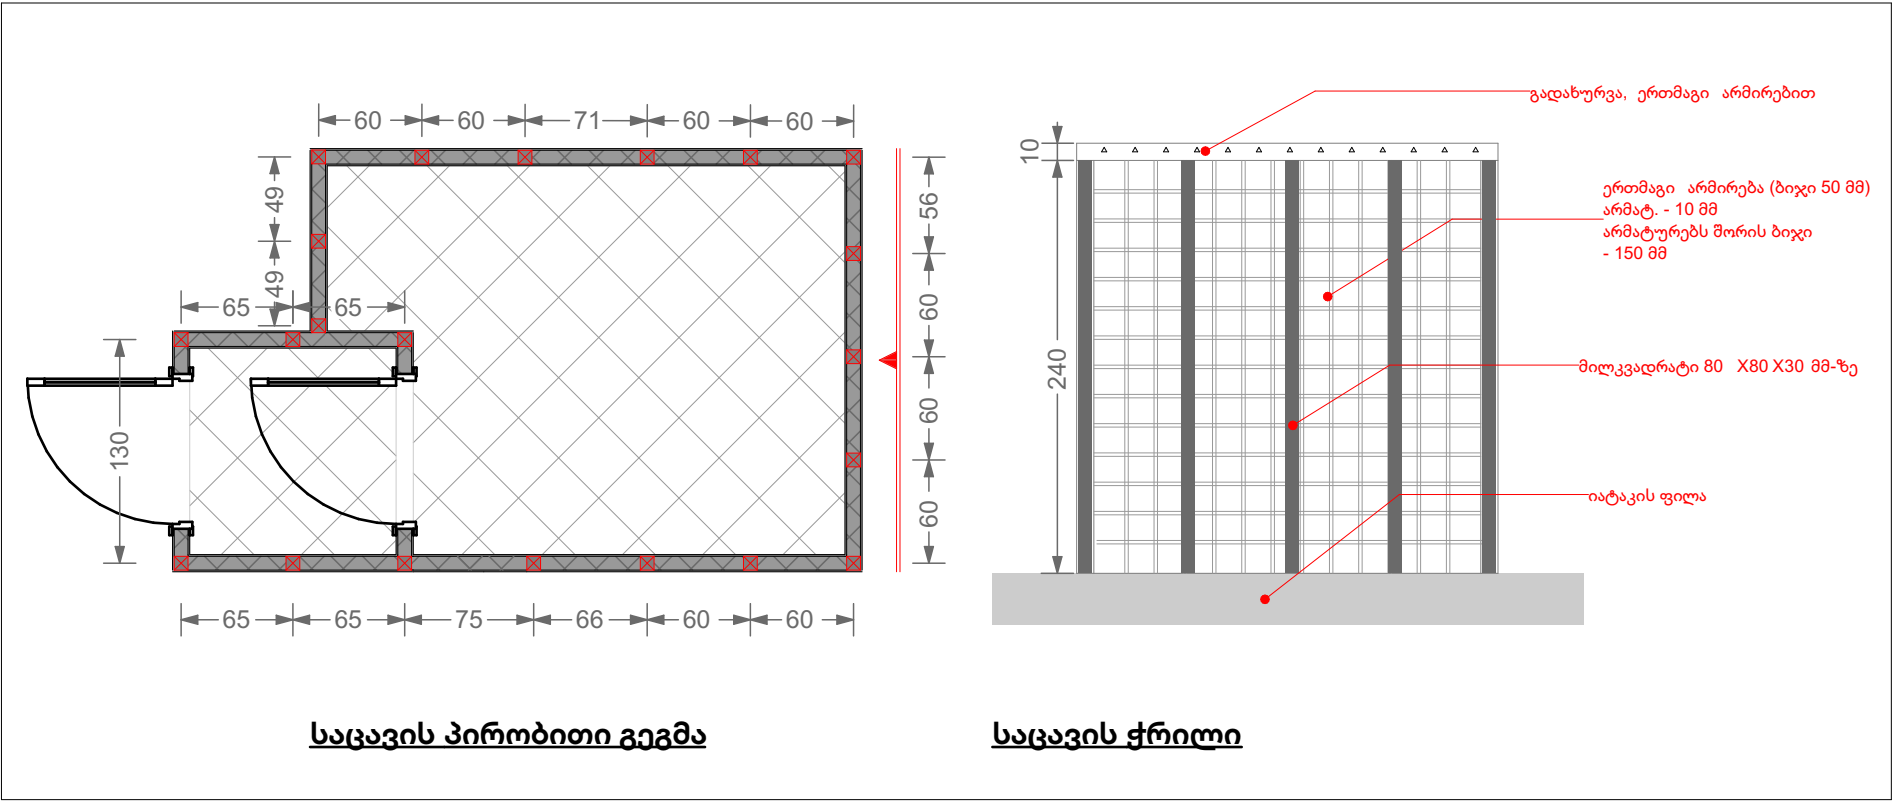 60 60 71 60 60
49
49
65 65
130
56
60
60
60
65 65 75 66 60 60
საცავის პირობითი გეგმა
10
240
გადახურვა, ერთმაგი არმირებით
ერთმაგი არმირება (ბიჯი 50 მმ)
არმატ. - 10 მმ
არმატურებს შორის ბიჯი
- 150 მმ
მილკვადრატი 80 X80 X30 მმ-ზე
იატაკის ფილა
საცავის ჭრილი